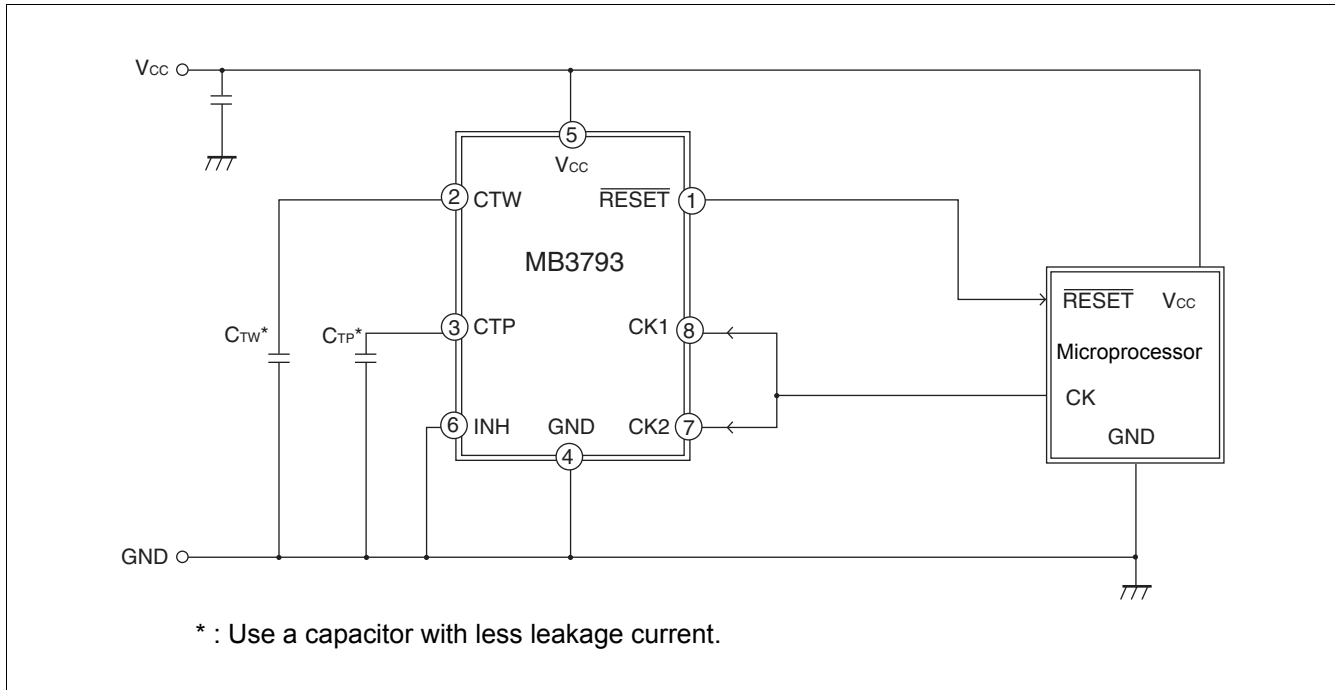 VCC
5
VCC
2 CTW
RESET 1
MB3793
RESET VCC
CTW*
CTP*
3 CTP
CK1 8
Microprocessor
CK
6 INH
GND
CK2 7
GND
4
GND
* : Use a capacitor with less leakage current.